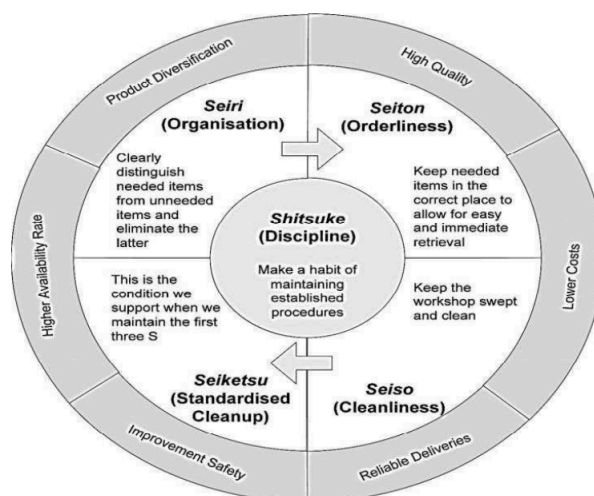 Product Diversification
High Quality
Seiri
(Organisation)
Seiton
(Orderliness)
Clearly
distinguish
needed items
from unneeded
items and
eliminate the
latter
Keep needed
items in the
correct place to
allow for easy
and immediate
retrieval
Shitsuke
(Discipline)
Make a habit of
maintaining
established
procedures
Higher Availability Rate
Lower Costs
This is the
condition we
support when we
maintain the first
three S
Keep the
workshop swept
and clean
Seiketsu
(Standardised
Cleanup)
Seiso
(Cleanliness)
Improvement Safety
Reliable Deliveries